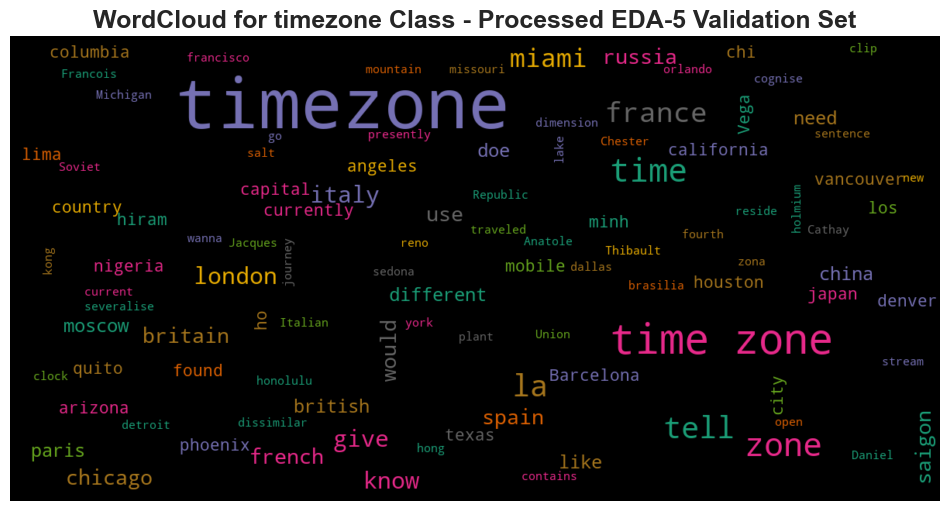 WordCloud for timezone Class - Processed EDA-5 Validation Set
columbia
francisco
miami
russia
chi
clip
Francois
mountain
missouri
orlando
cognise
Michigan
timezone
france
Vega
need
dimension
go
presently
sentence
lima
salt
doe
lake
Chester
california
Soviet
angeles
time
vancouver
new
capital
italy
Republic
country
currently
use
hiram
minh
reside
holmium
los
traveled
wanna
Jacques
journey
reno
Anatole
Thibault
fourth
Cathay
kong
nigeria
london
sedona
mobile
dallas
zona
china
current
different
brasilia
houston
japan
denver
severalise
moscow
britain
ho
Italian
would
york
plant
Union
time zone
stream
clock
quito
found
honolulu
la
Barcelona
city
arizona
british
detroit
dissimilar
spain
tell
open
saigon
paris
phoenix
french
give
texas
hong
zone
Daniel
chicago
know
like
contains